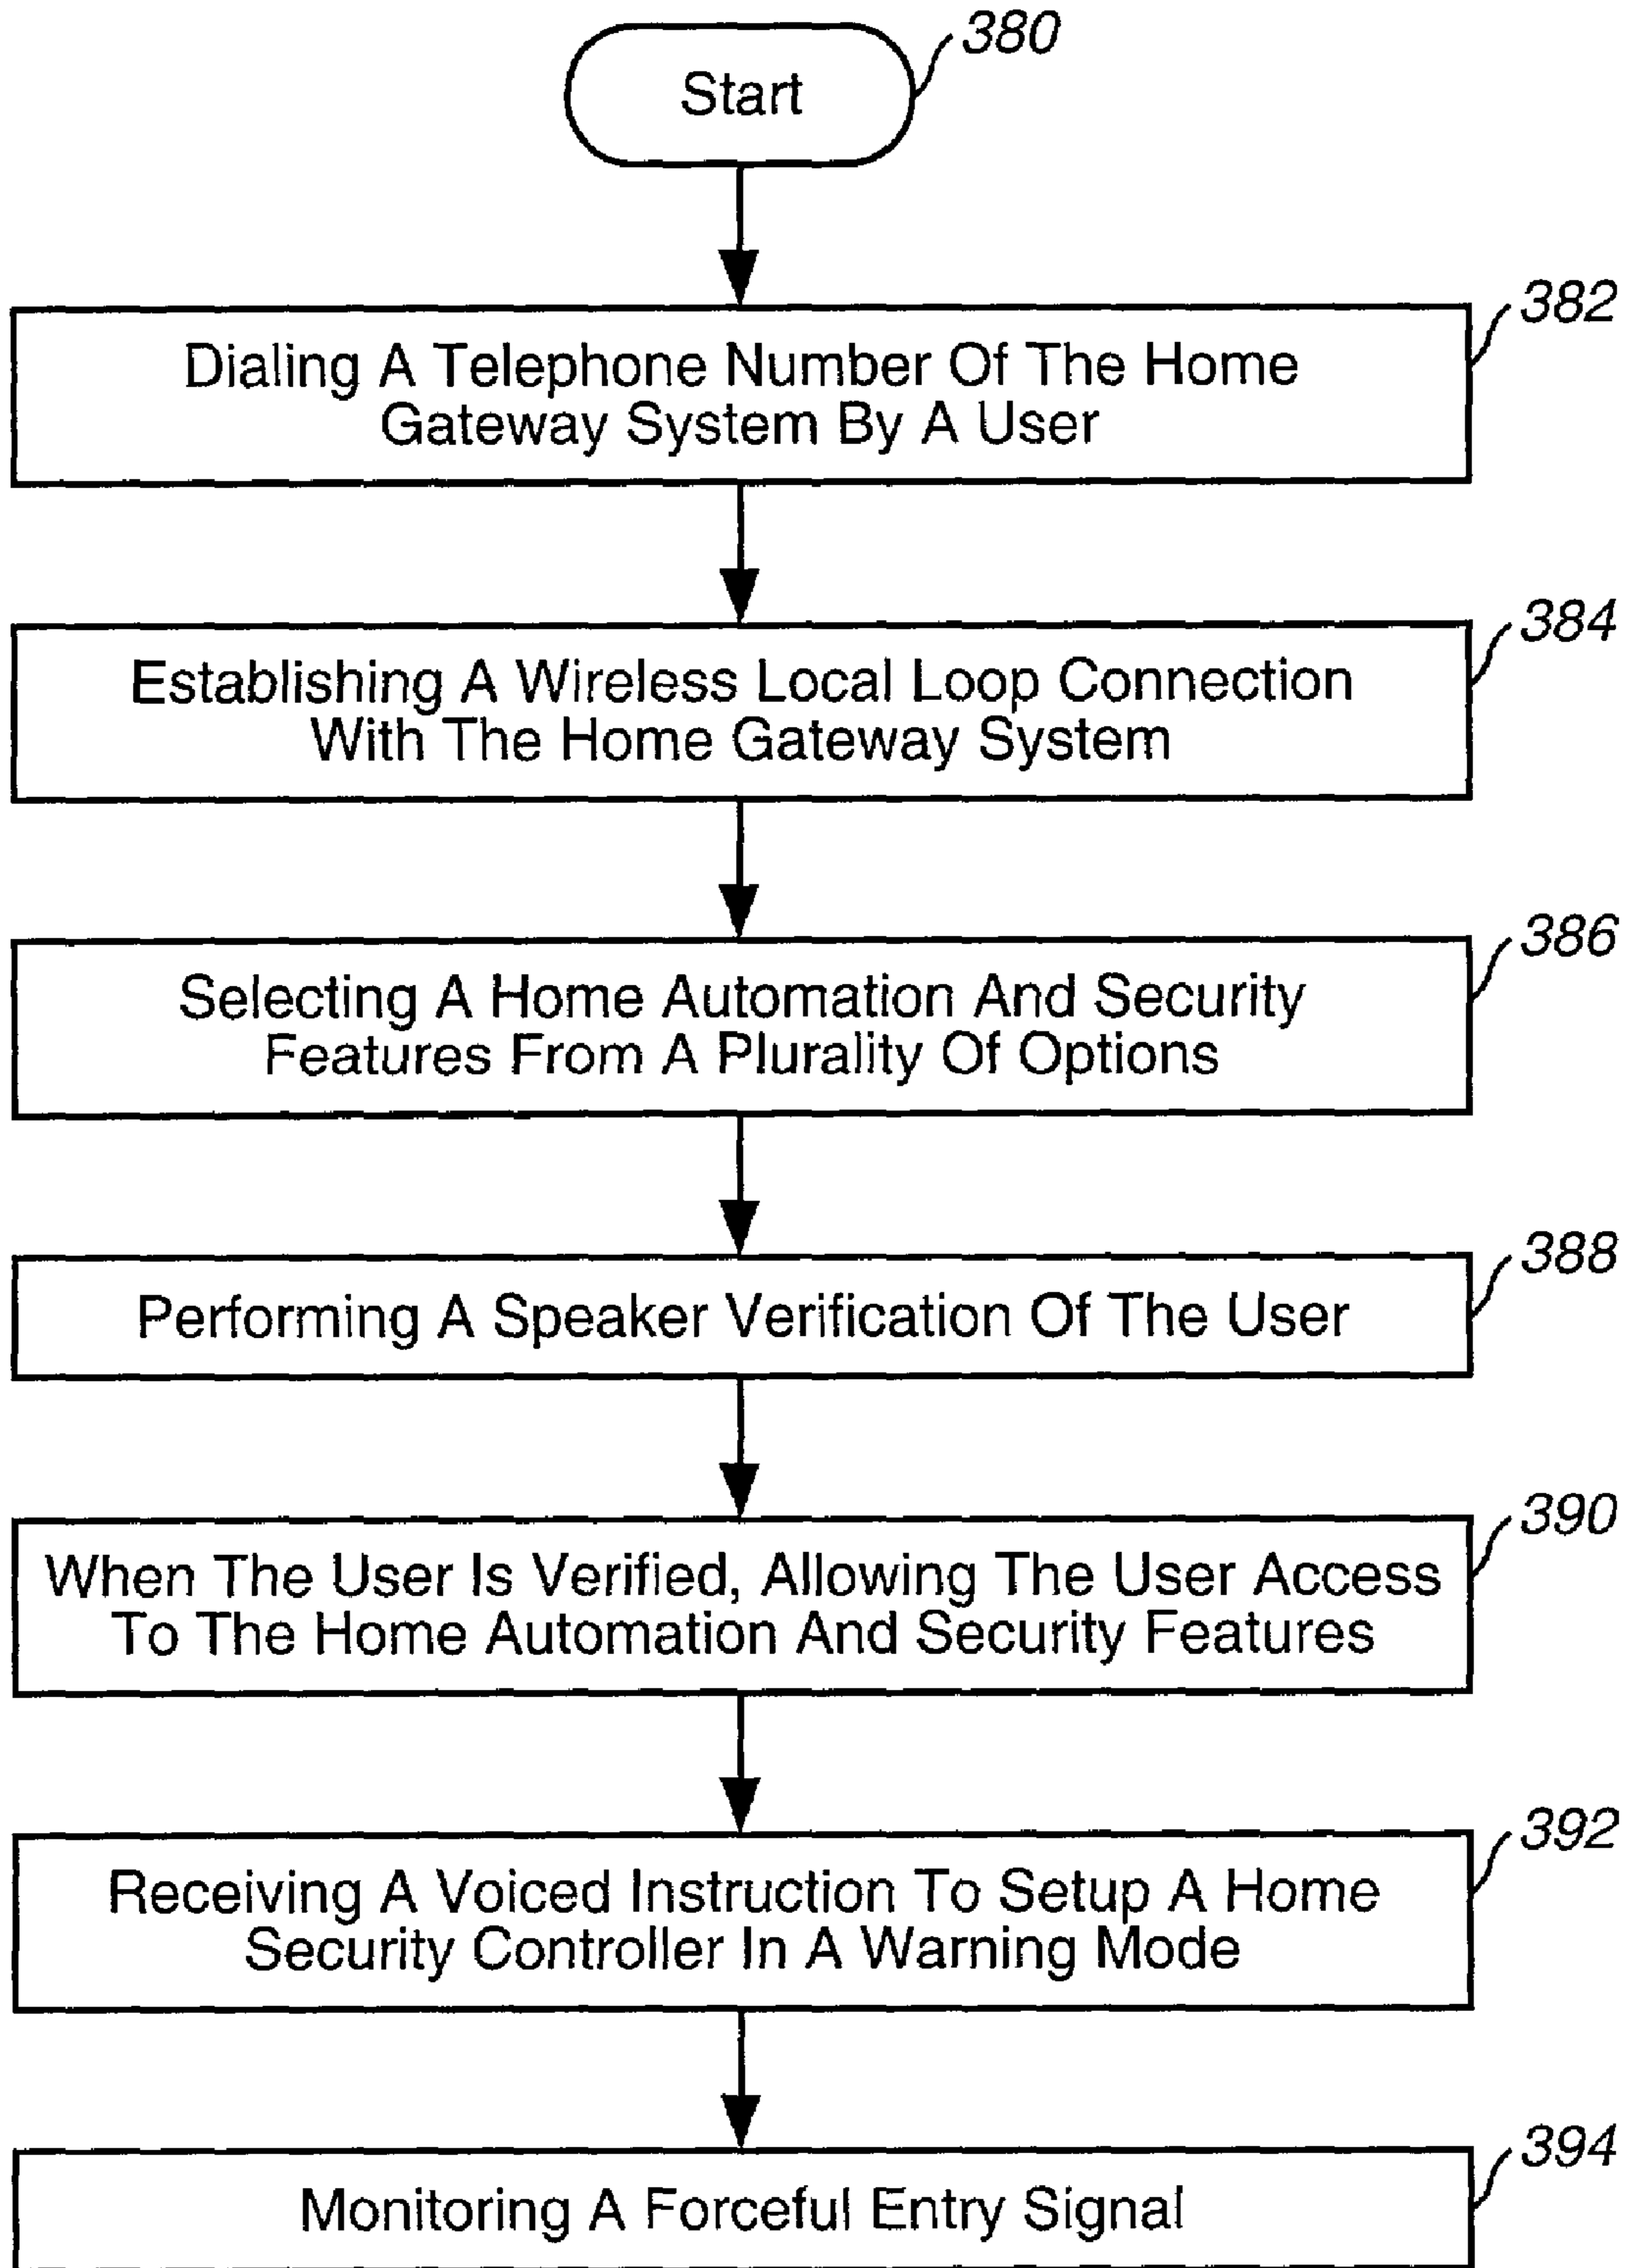 380
Start
382
Dialing A Telephone Number Of The Home
Gateway System By A User
384
Establishing A Wireless Local Loop Connection
With The Home Gateway System
386
Selecting A Home Automation And Security
Features From A Plurality Of Options
388
Performing A Speaker Verification Of The User
390
When The User Is Verified, Allowing The User Access
To The Home Automation And Security Features
392
Receiving A Voiced Instruction To Setup A Home
Security Controller In A Warning Mode
394
Monitoring A Forceful Entry Signal